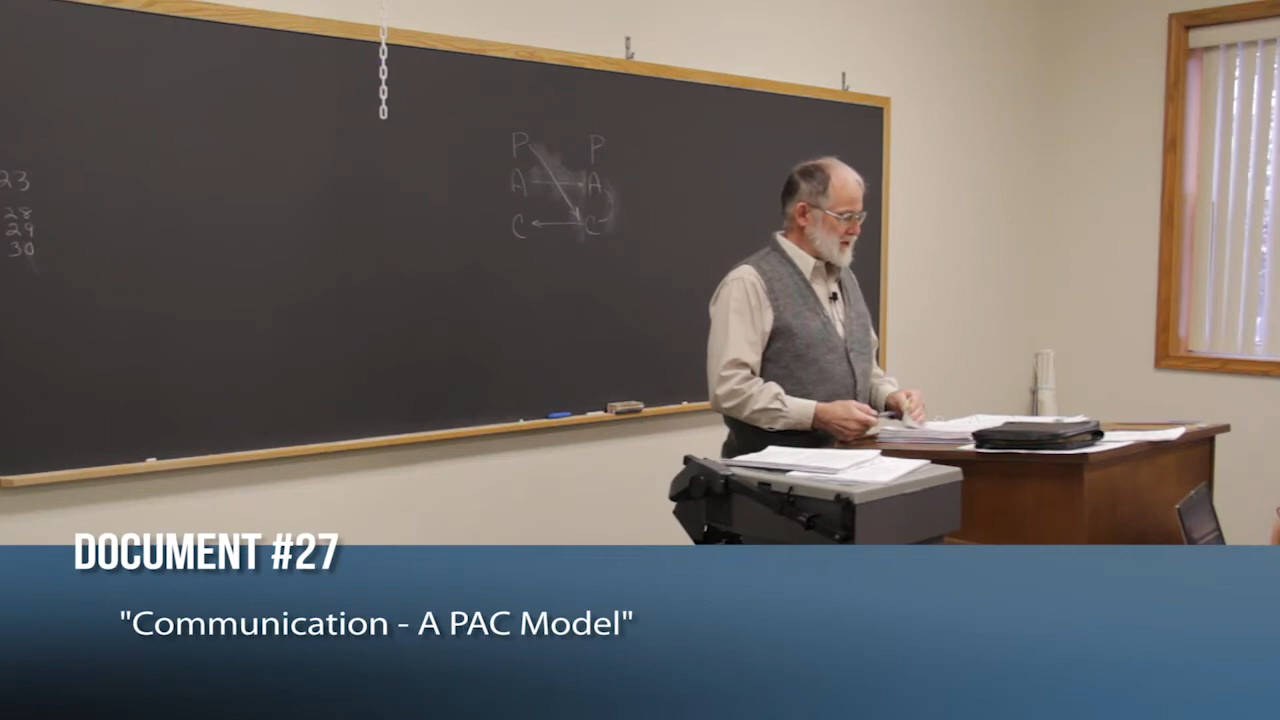 23
28
29
30
P P
A A
C C
DOCUMENT #27
"Communication - A PAC Model"